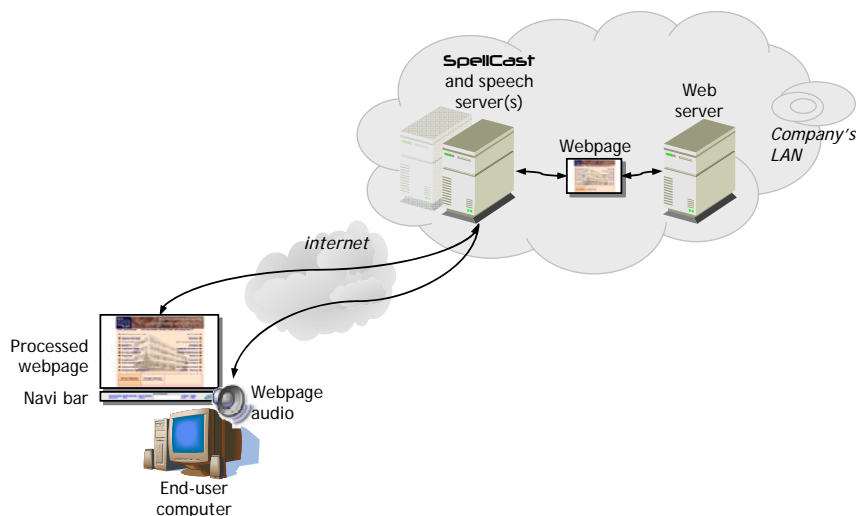 SpellCast
and speech
server(s)
Web
server
Company's
LAN
Webpage
internet
Processed
webpage
Navi bar
Webpage
audio
End-user
computer